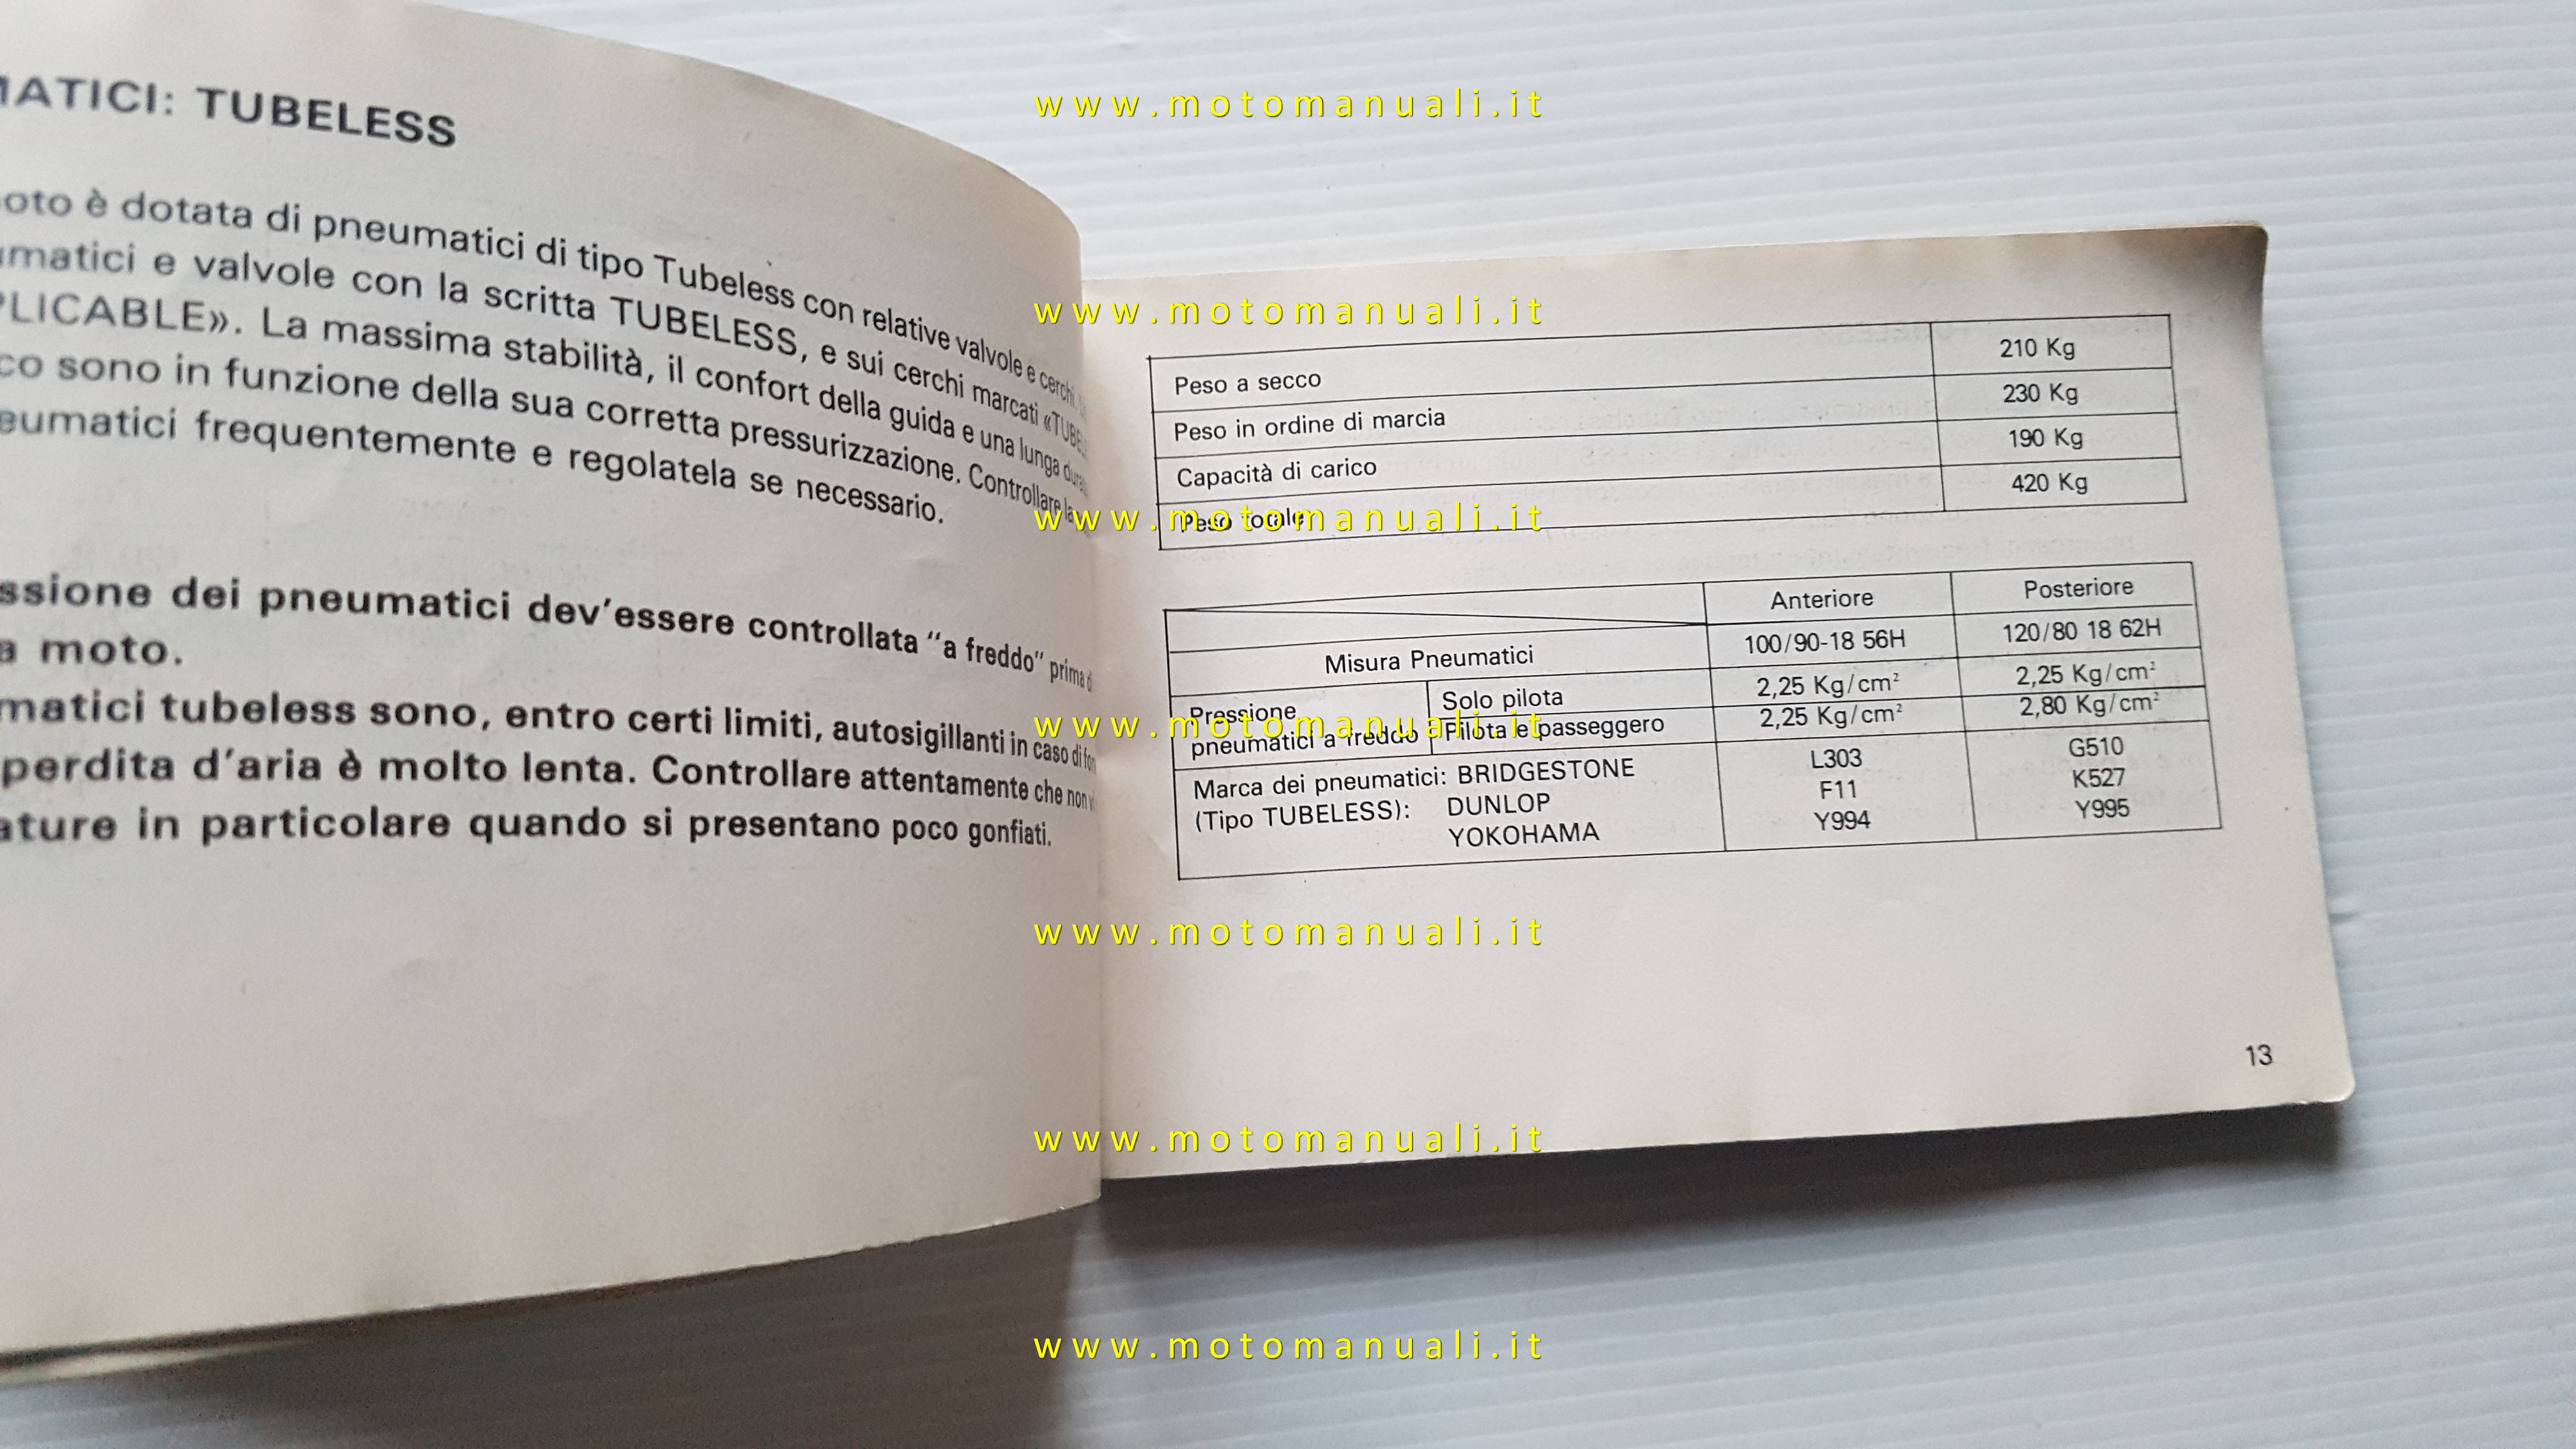 MATICI: TUBELESS
oto è dotata di pneumatici di tipo Tubeless con relative valvole e cerchi.
umatici e valvole con la scritta TUBELESS, e sui cerchi marcati «TUBEL
PLICABLE». La massima stabilità, il confort della guida e una lunga durata
co sono in funzione della sua corretta pressurizzazione. Controllare la
eumatici frequentemente e regolatela se necessario.
ssione dei pneumatici dev'essere controllata "a freddo" prima di
a moto.
matici tubeless sono, entro certi limiti, autosigillanti in caso di for
perdita d'aria è molto lenta. Controllare attentamente che non
ature in particolare quando si presentano poco gonfiati.
Peso a secco 210 Kg
Peso in ordine di marcia 230 Kg
Capacità di carico 190 Kg
Peso totale 420 Kg
Anteriore Posteriore
Misura Pneumatici 100/90-18 56H 120/80 18 62H
Pressione Solo pilota 2,25 Kg/cm² 2,25 Kg/cm²
pneumatici a freddo Pilota e passeggero 2,25 Kg/cm² 2,80 Kg/cm²
Marca dei pneumatici: BRIDGESTONE L303 G510
(Tipo TUBELESS): DUNLOP F11 K527
YOKOHAMA Y994 Y995
13
www.motomanuali.it
www.motomanuali.it
www.motomanuali.it
www.motomanuali.it
www.motomanuali.it
www.motomanuali.it
www.motomanuali.it